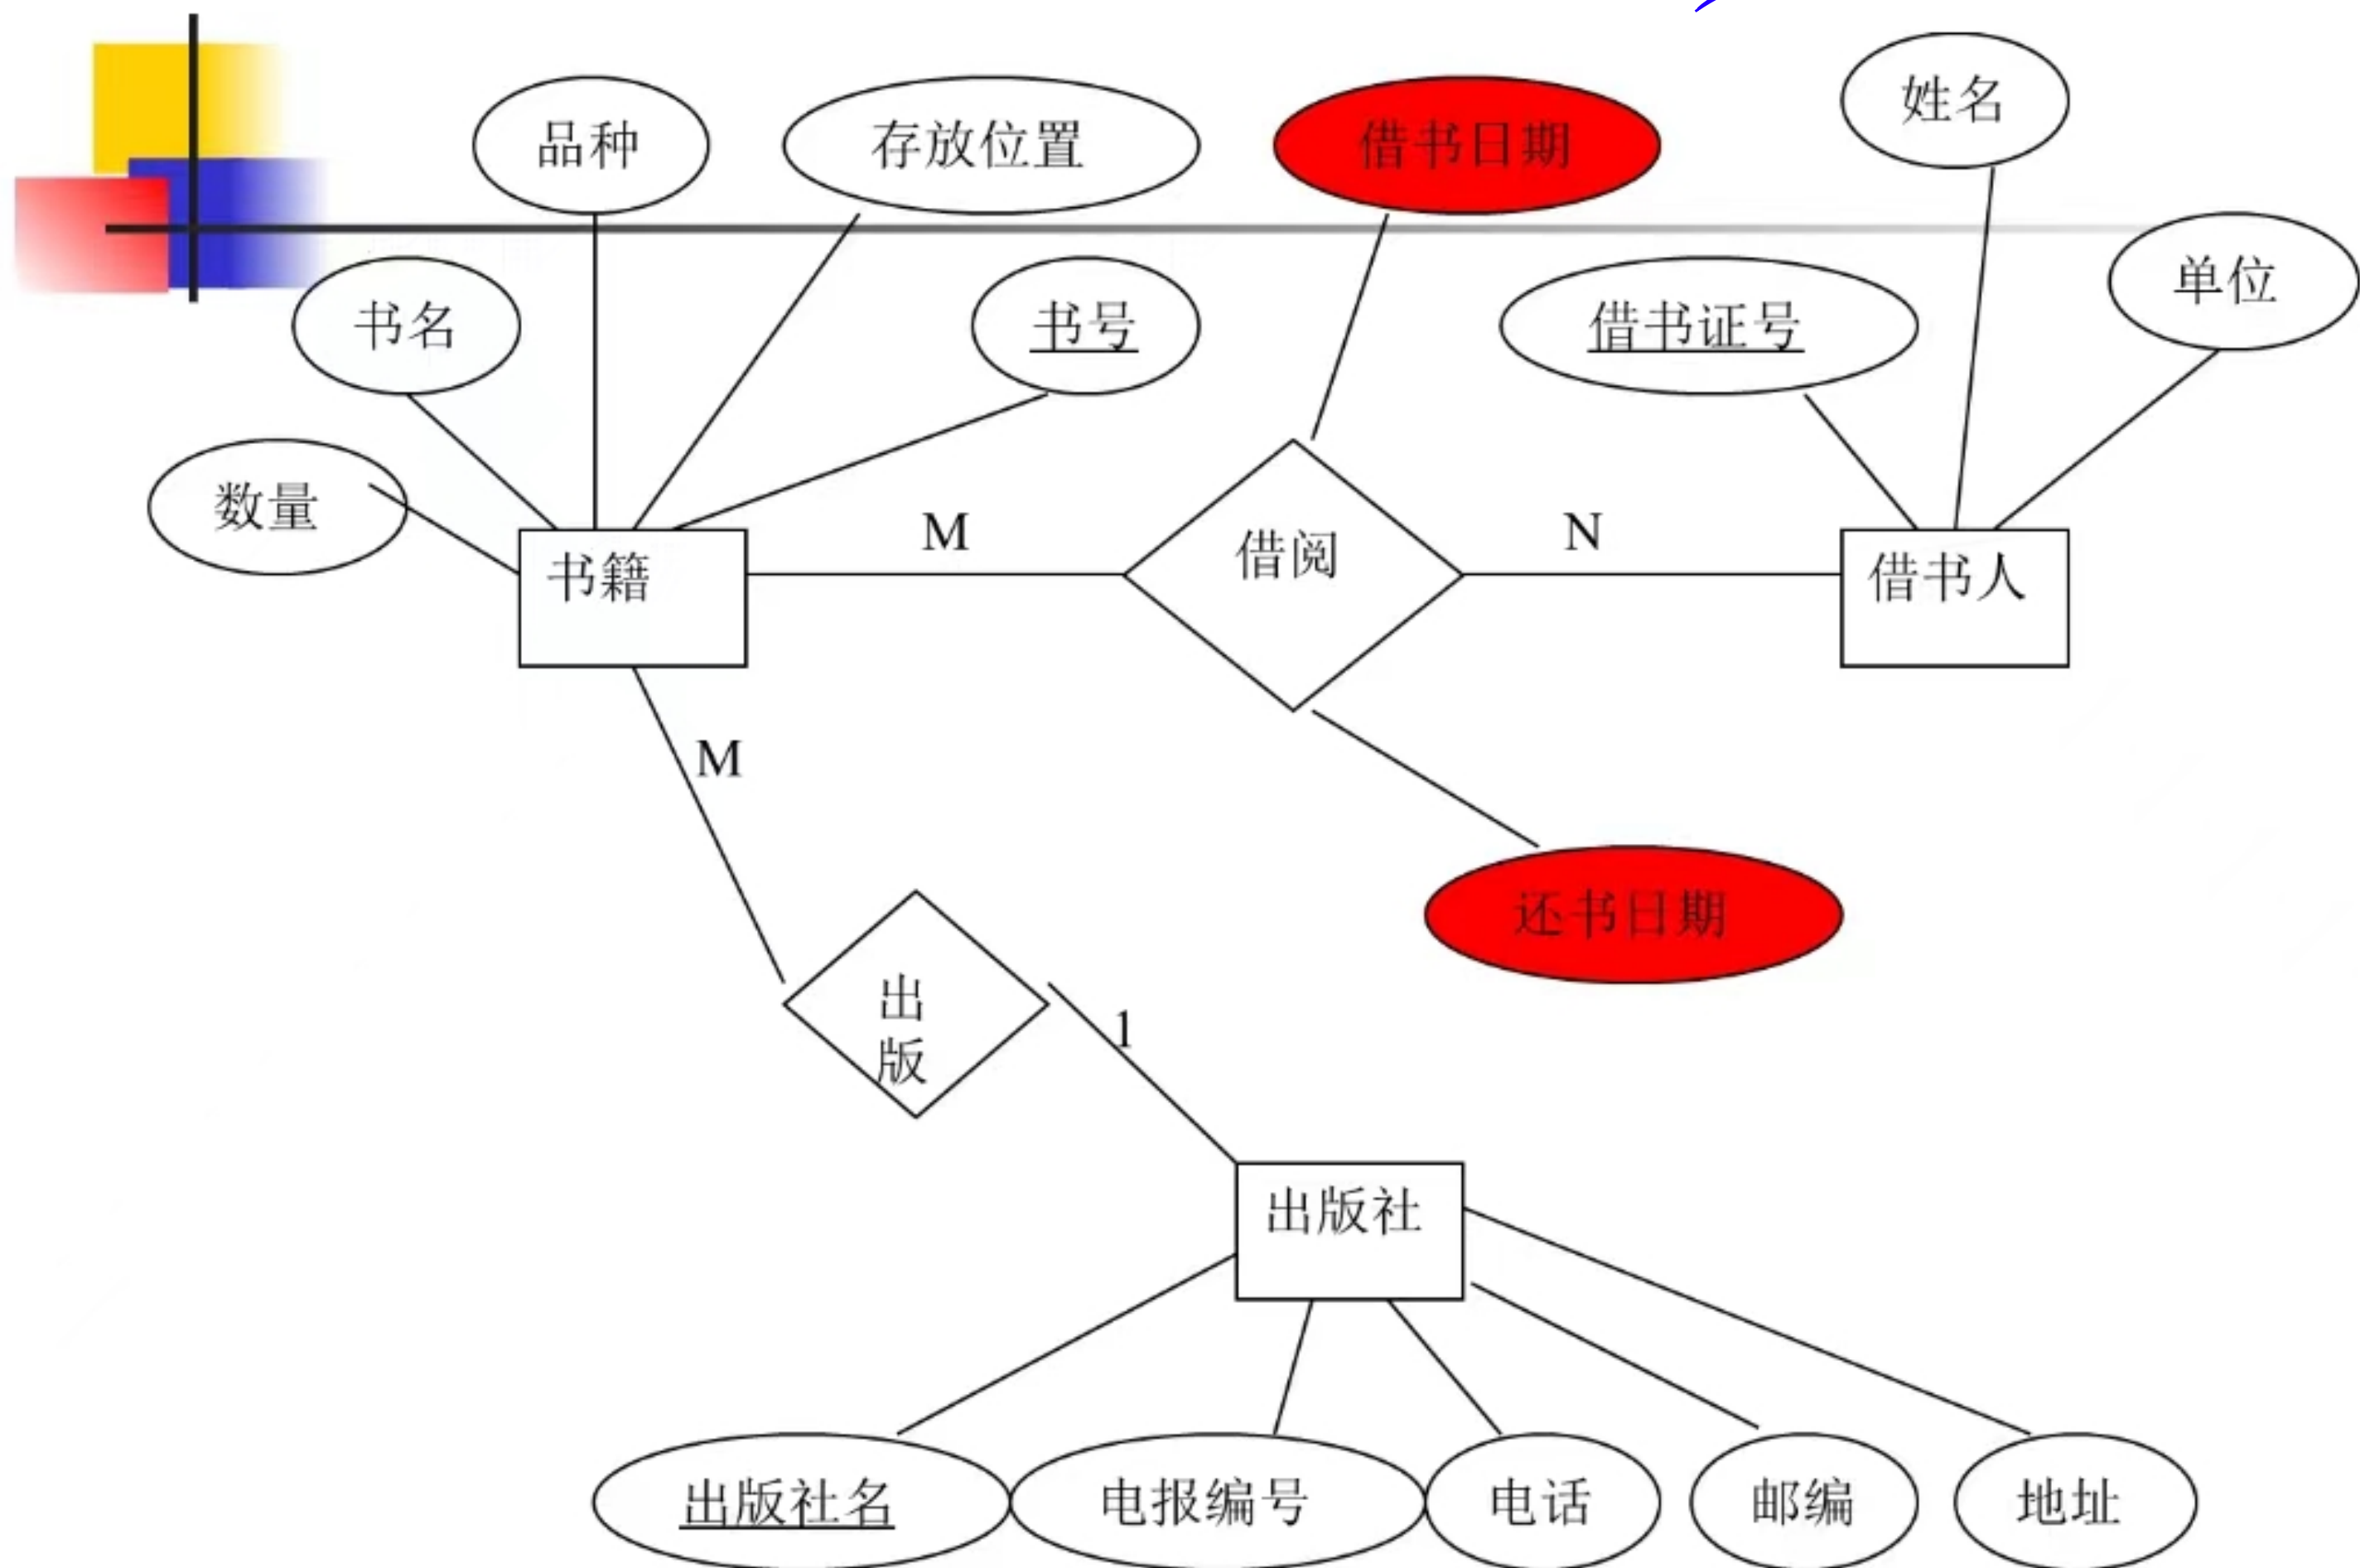 姓名
品种
存放位置
借书日期
单位
书名
书号
借书证号
数量
M
N
借阅
书籍
借书人
M
还书日期
出
版
1
出版社
出版社名
电报编号
电话
邮编
地址